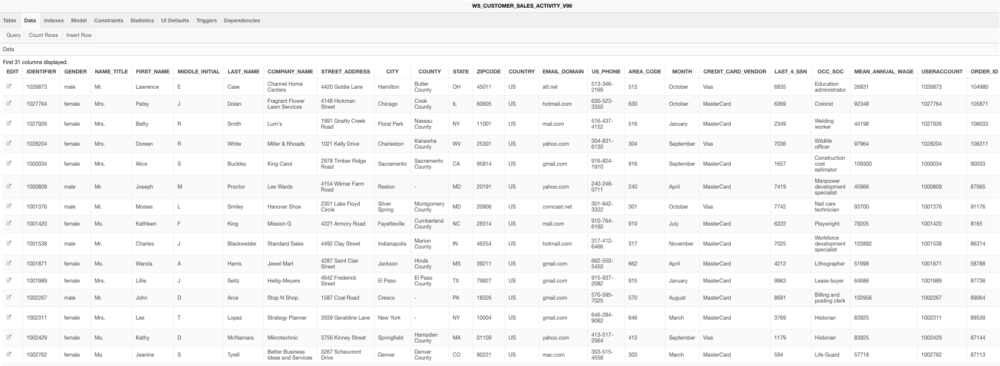 WS_CUSTOMER_SALES_ACTIVITY_V98
Table Data Indexes Model Constraints Statistics UI Defaults Triggers Dependencies
Query Count Rows Insert Row
Data
First 31 columns displayed.
EDIT IDENTIFIER GENDER NAME_TITLE FIRST_NAME MIDDLE_INITIAL LAST_NAME COMPANY_NAME STREET_ADDRESS CITY COUNTY STATE ZIPCODE COUNTRY EMAIL_DOMAIN US_PHONE AREA_CODE MONTH CREDIT_CARD_VENDOR LAST_4_SSN OCC_SOC MEAN_ANNUAL_WAGE USERACCOUNT ORDER_ID
1026873 male Mr. Lawrence E Case Channel Home Centers 4420 Goldie Lane Hamilton Butler County OH 45011 US att.net 513-346-2169 513 October Visa 6835 Education administrator 26831 1026873 104980
1027764 female Mrs. Patsy J Dolan Fragrant Flower Lawn Services 4148 Hickman Street Chicago Cook County IL 60605 US hotmail.com 630-523-3350 630 October MasterCard 6369 Colorist 92348 1027764 105871
1027926 female Mrs. Betty R Smith Lum's 1991 Gnatty Creek Road Floral Park Nassau County NY 11001 US mail.com 516-437-4152 516 January MasterCard 2349 Welding worker 44198 1027926 106033
1028204 female Mrs. Doreen R White Miller & Rhoads 1021 Kelly Drive Charleston Kanawha County WV 25301 US yahoo.com 304-831-6130 304 September Visa 7036 Wildlife officer 97964 1028204 106311
1000034 female Mrs. Alice S Buckley King Carol 2978 Timber Ridge Road Sacramento Sacramento County CA 95814 US gmail.com 916-824-1910 916 September MasterCard 1657 Construction cost estimator 109300 1000034 90033
1000809 male Mr. Joseph M Proctor Lee Wards 4154 Wilmar Farm Road Reston - MD 20191 US yahoo.com 240-248-0711 240 April MasterCard 7419 Manpower development specialist 45966 1000809 87065
1001376 male Mr. Moises L Smiley Hanover Shoe 2351 Lake Floyd Circle Silver Spring Montgomery County MD 20906 US comcast.net 301-942-3322 301 October Visa 7742 Nail care technician 93700 1001376 91176
1001420 female Ms. Kathleen F King Mission G 4221 Armory Road Fayetteville Cumberland County NC 28314 US mail.com 910-764-6160 910 July MasterCard 6222 Playwright 78205 1001420 8165
1001538 male Mr. Charles J Blackwelder Standard Sales 4492 Clay Street Indianapolis Marion County IN 46254 US hotmail.com 317-412-6466 317 November MasterCard 7025 Workforce development specialist 103892 1001538 86314
1001871 female Ms. Wanda A Harris Jewel Mart 4287 Saint Clair Street Jackson Hinds County MS 39211 US gmail.com 662-550-5450 662 April MasterCard 4212 Lithographer 51998 1001871 58788
1001989 female Mrs. Lillie J Seitz Heilig-Meyers 4642 Frederick Street El Paso El Paso County TX 79927 US gmail.com 915-937-2082 915 January MasterCard 9963 Lease buyer 64686 1001989 87736
1002267 male Mr. John D Arce Stop N Shop 1587 Coal Road Cresco - PA 18326 US gmail.com 570-595-7025 570 August MasterCard 8691 Billing and posting clerk 102956 1002267 89064
1002311 female Mrs. Lee T Lopez Strategy Planner 3559 Geraldine Lane New York - NY 10004 US gmail.com 646-284-9082 646 March MasterCard 3769 Historian 83925 1002311 89539
1002429 female Ms. Kathy D McNamara Mikrotechnic 3756 Kinney Street Springfield Hampden County MA 01109 US yahoo.com 413-517-2564 413 September Visa 1179 Historian 83925 1002429 87144
1002762 female Ms. Jeanine S Tyrell Better Business Ideas and Services 3267 Scheuvront Drive Denver Denver County CO 80221 US mac.com 303-515-4558 303 March MasterCard 594 Life Guard 57718 1002762 87113